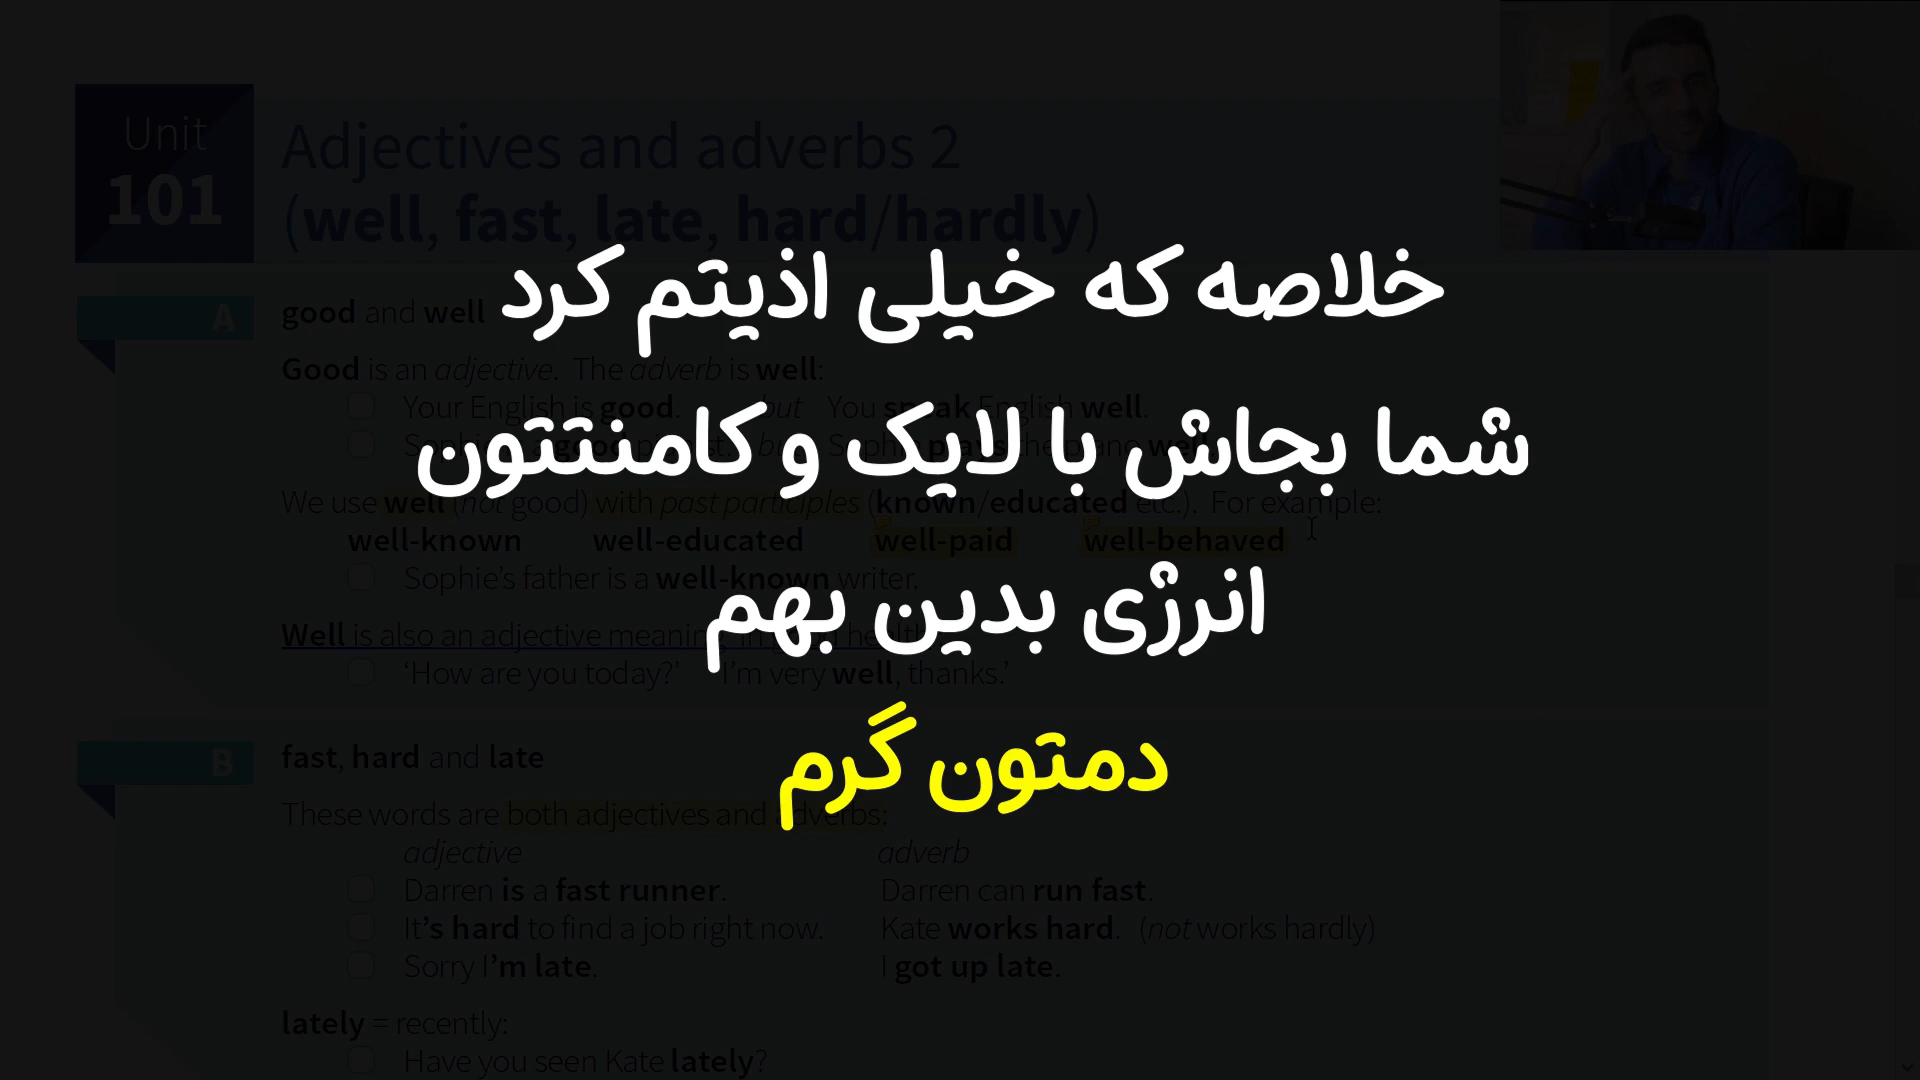 Unit
101
Adjectives and adverbs 2
(well, fast, late, hard/hardly)
خلاصه که خیلی اذیتم کرد
شما بجاش با لایک و کامنتتون
انرژی بدین بهم
دمتون گرم
A
good and well
Good is an adjective. The adverb is well:
Your English is good. but You speak English well.
We use well (not good) with past participles (known/educated etc.). For example:
well-known well-educated well-paid well-behaved
Sophie’s father is a well-known writer.
Well is also an adjective
‘How are you today?’ ‘I’m very well, thanks.’
B
fast, hard and late
These words are both adjectives and adverbs:
adjective adverb
Darren is a fast runner. Darren can run fast.
It’s hard to find a job right now. Kate works hard. (not works hardly)
Sorry I’m late. I got up late.
lately = recently:
Have you seen Kate lately?